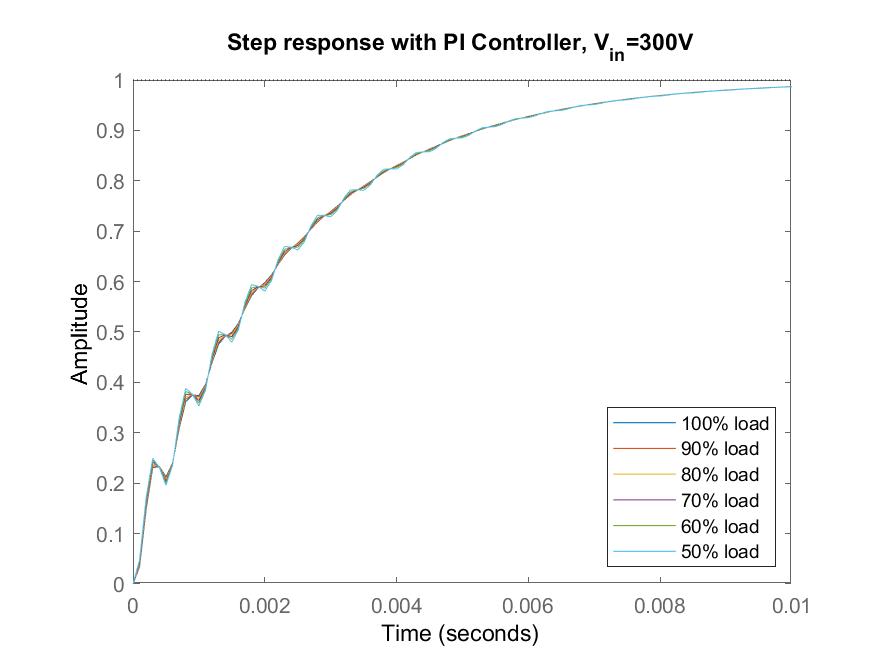 Step response with PI Controller, Vin=300V
1
0.9
0.8
0.7
0.6
0.5
0.4
0.3
0.2
0.1
0
Amplitude
100% load
90% load
80% load
70% load
60% load
50% load
0 0.002 0.004 0.006 0.008 0.01
Time (seconds)